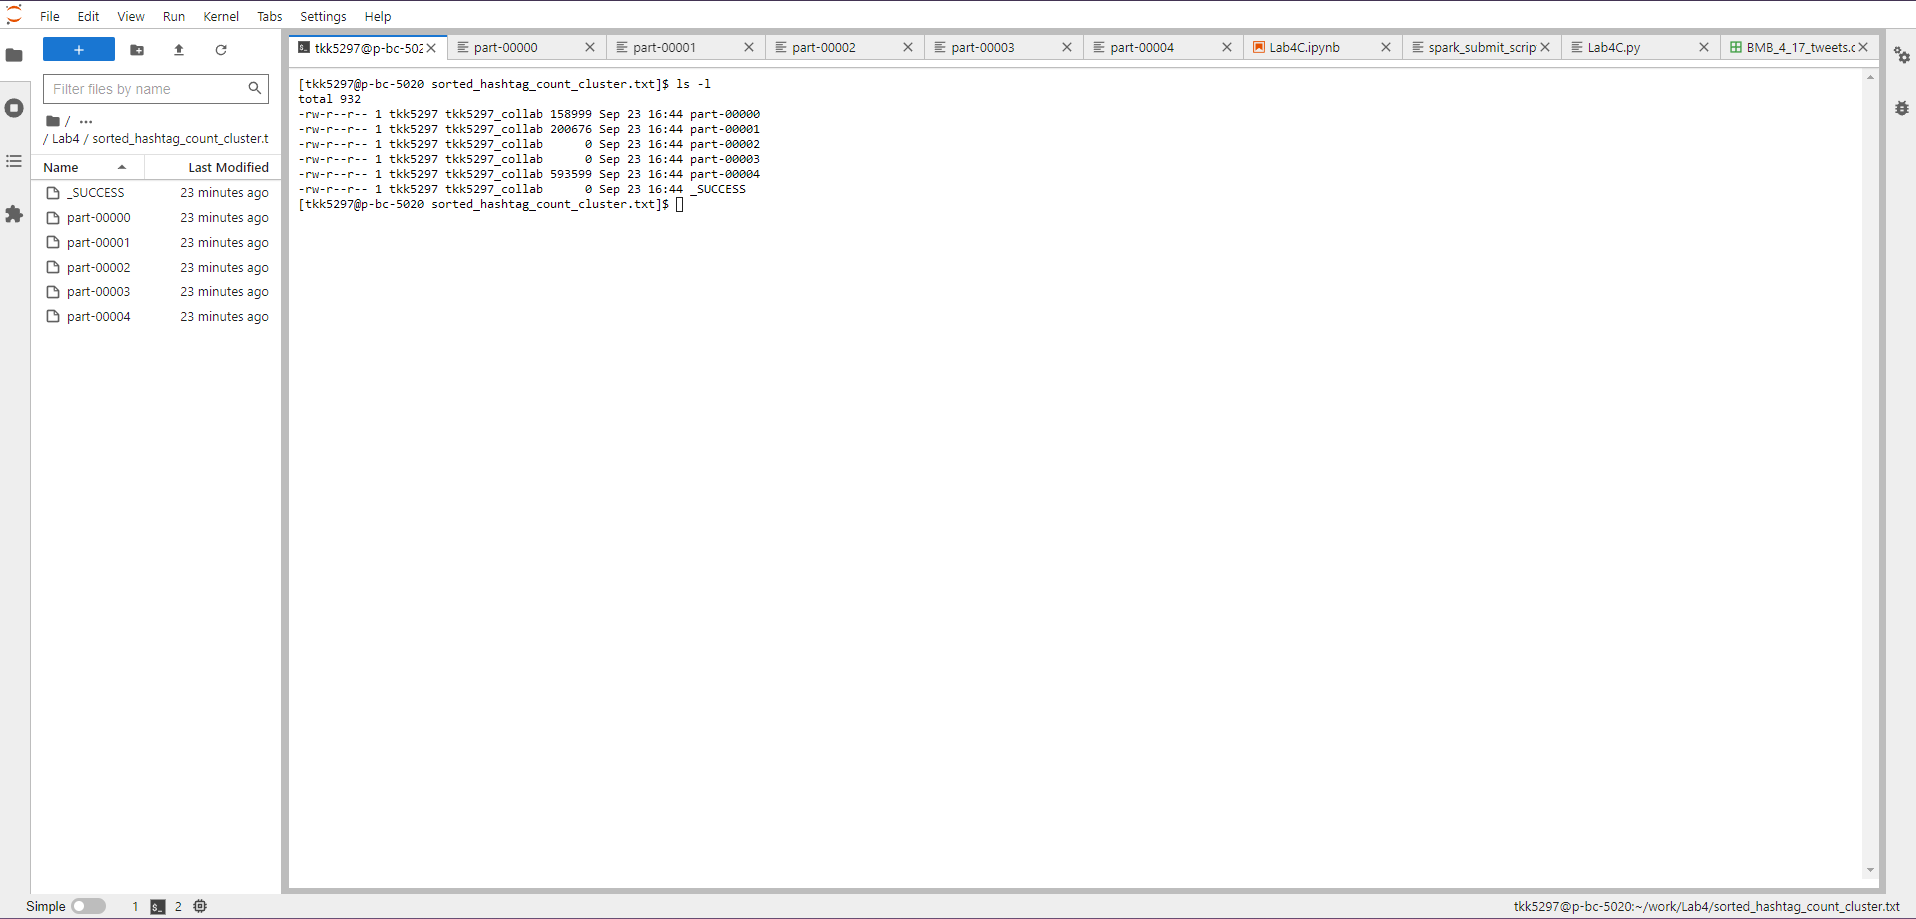 File Edit View Run Kernel Tabs Settings Help
+
Filter files by name
/ ···
/ Lab4 / sorted_hashtag_count_cluster.t
Name Last Modified
_SUCCESS 23 minutes ago
part-00000 23 minutes ago
part-00001 23 minutes ago
part-00002 23 minutes ago
part-00003 23 minutes ago
part-00004 23 minutes ago
tkk5297@p-bc-502 part-00000 part-00001 part-00002 part-00003 part-00004 Lab4C.ipynb spark_submit_scrip Lab4C.py BMB_4_17_tweets.c
[tkk5297@p-bc-5020 sorted_hashtag_count_cluster.txt]$ ls -l
total 932
-rw-r--r-- 1 tkk5297 tkk5297_collab 158999 Sep 23 16:44 part-00000
-rw-r--r-- 1 tkk5297 tkk5297_collab 200676 Sep 23 16:44 part-00001
-rw-r--r-- 1 tkk5297 tkk5297_collab      0 Sep 23 16:44 part-00002
-rw-r--r-- 1 tkk5297 tkk5297_collab      0 Sep 23 16:44 part-00003
-rw-r--r-- 1 tkk5297 tkk5297_collab 593599 Sep 23 16:44 part-00004
-rw-r--r-- 1 tkk5297 tkk5297_collab      0 Sep 23 16:44 _SUCCESS
[tkk5297@p-bc-5020 sorted_hashtag_count_cluster.txt]$
Simple 1 2 tkk5297@p-bc-5020:~/work/Lab4/sorted_hashtag_count_cluster.txt